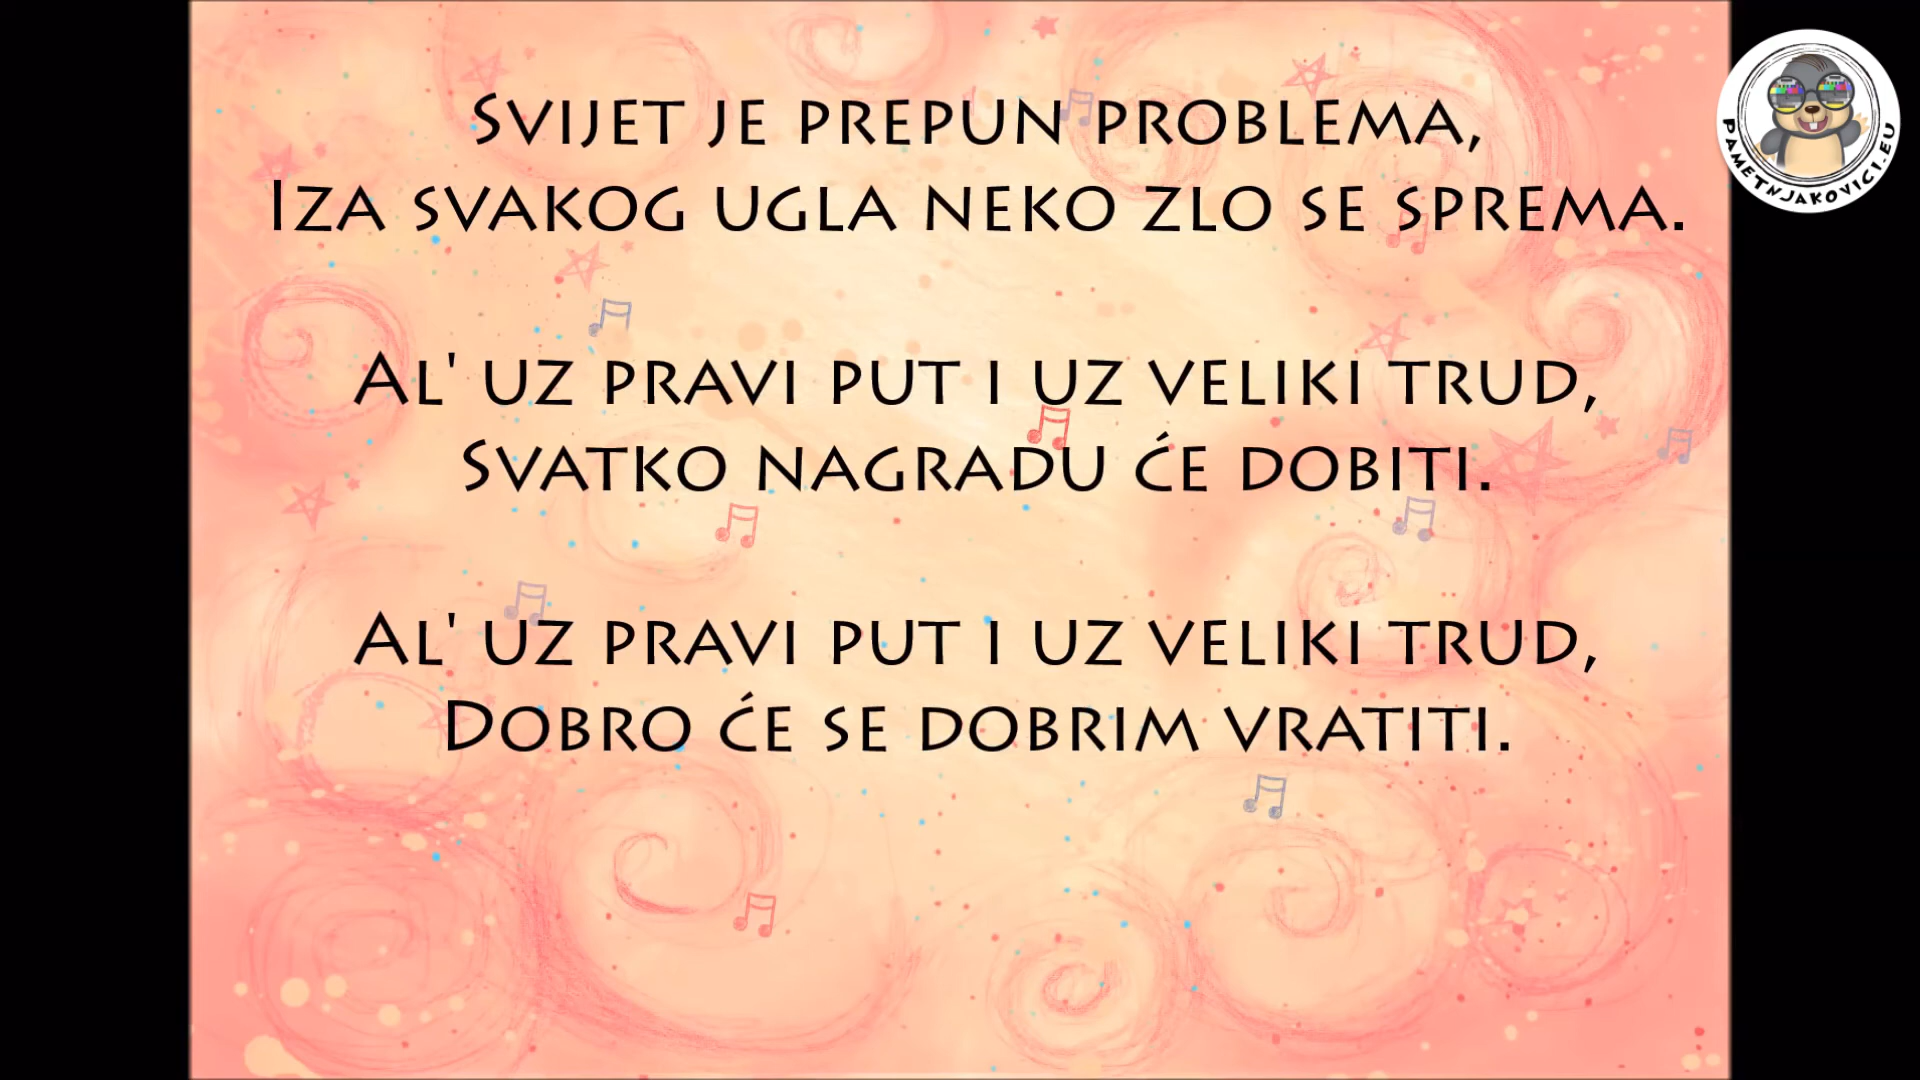 Svijet je prepun problema,
Iza svakog ugla neko zlo se sprema.
Al' uz pravi put i uz veliki trud,
Svatko nagradu će dobiti.
Al' uz pravi put i uz veliki trud,
Dobro će se dobrim vratiti.
PAMETNJAKOVICI.EU